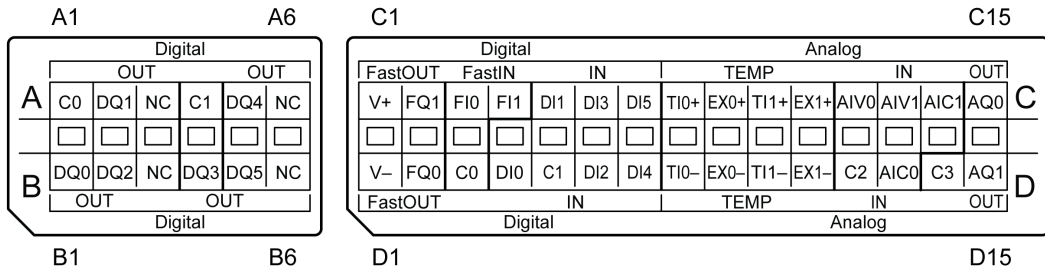 A1 A6 C1 C15
Digital Digital Analog
OUT OUT FastOUT FastIN IN TEMP IN OUT
A C0 DQ1 NC C1 DQ4 NC V+ FQ1 FI0 FI1 DI1 DI3 DI5 TI0+ EX0+ TI1+ EX1+ AIV0 AIV1 AIC1 AQ0 C
B DQ0 DQ2 NC DQ3 DQ5 NC V– FQ0 C0 DI0 C1 DI2 DI4 TI0– EX0– TI1– EX1– C2 AIC0 C3 AQ1 D
OUT OUT FastOUT IN TEMP IN OUT
Digital Digital Analog
B1 B6 D1 D15